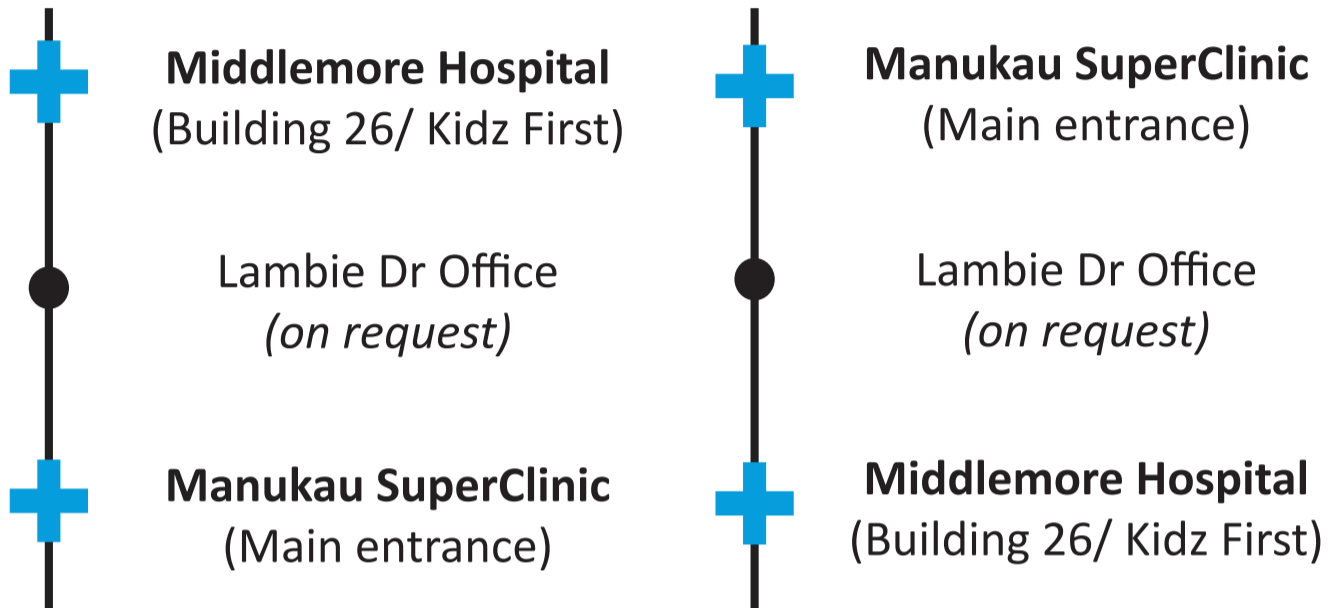 Middlemore Hospital
(Building 26/ Kidz First)
Lambie Dr Office
(on request)
Manukau SuperClinic
(Main entrance)
Manukau SuperClinic
(Main entrance)
Lambie Dr Office
(on request)
Middlemore Hospital
(Building 26/ Kidz First)